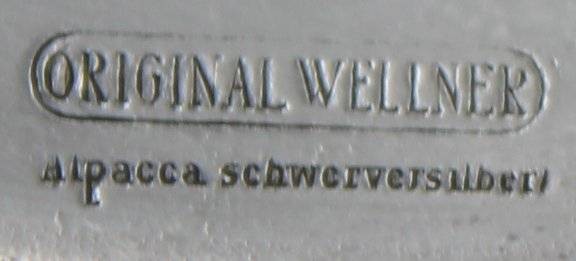 ORIGINAL WELLNER
Alpacca schwerversilbert